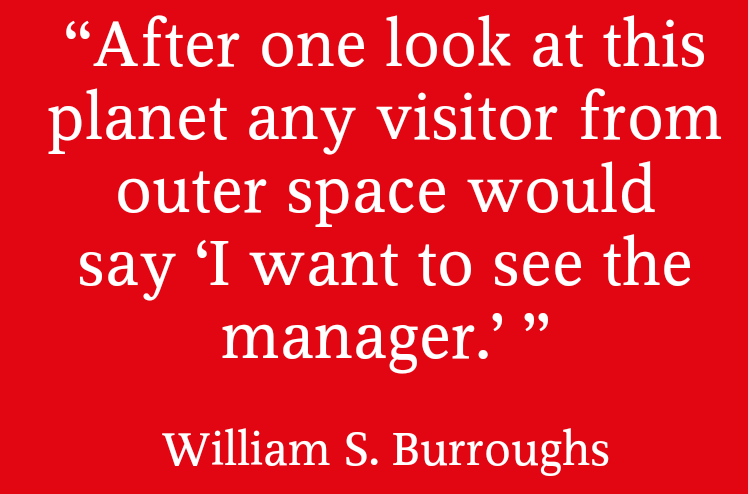 “After one look at this
planet any visitor from
outer space would
say ‘I want to see the
manager.’ ”
William S. Burroughs